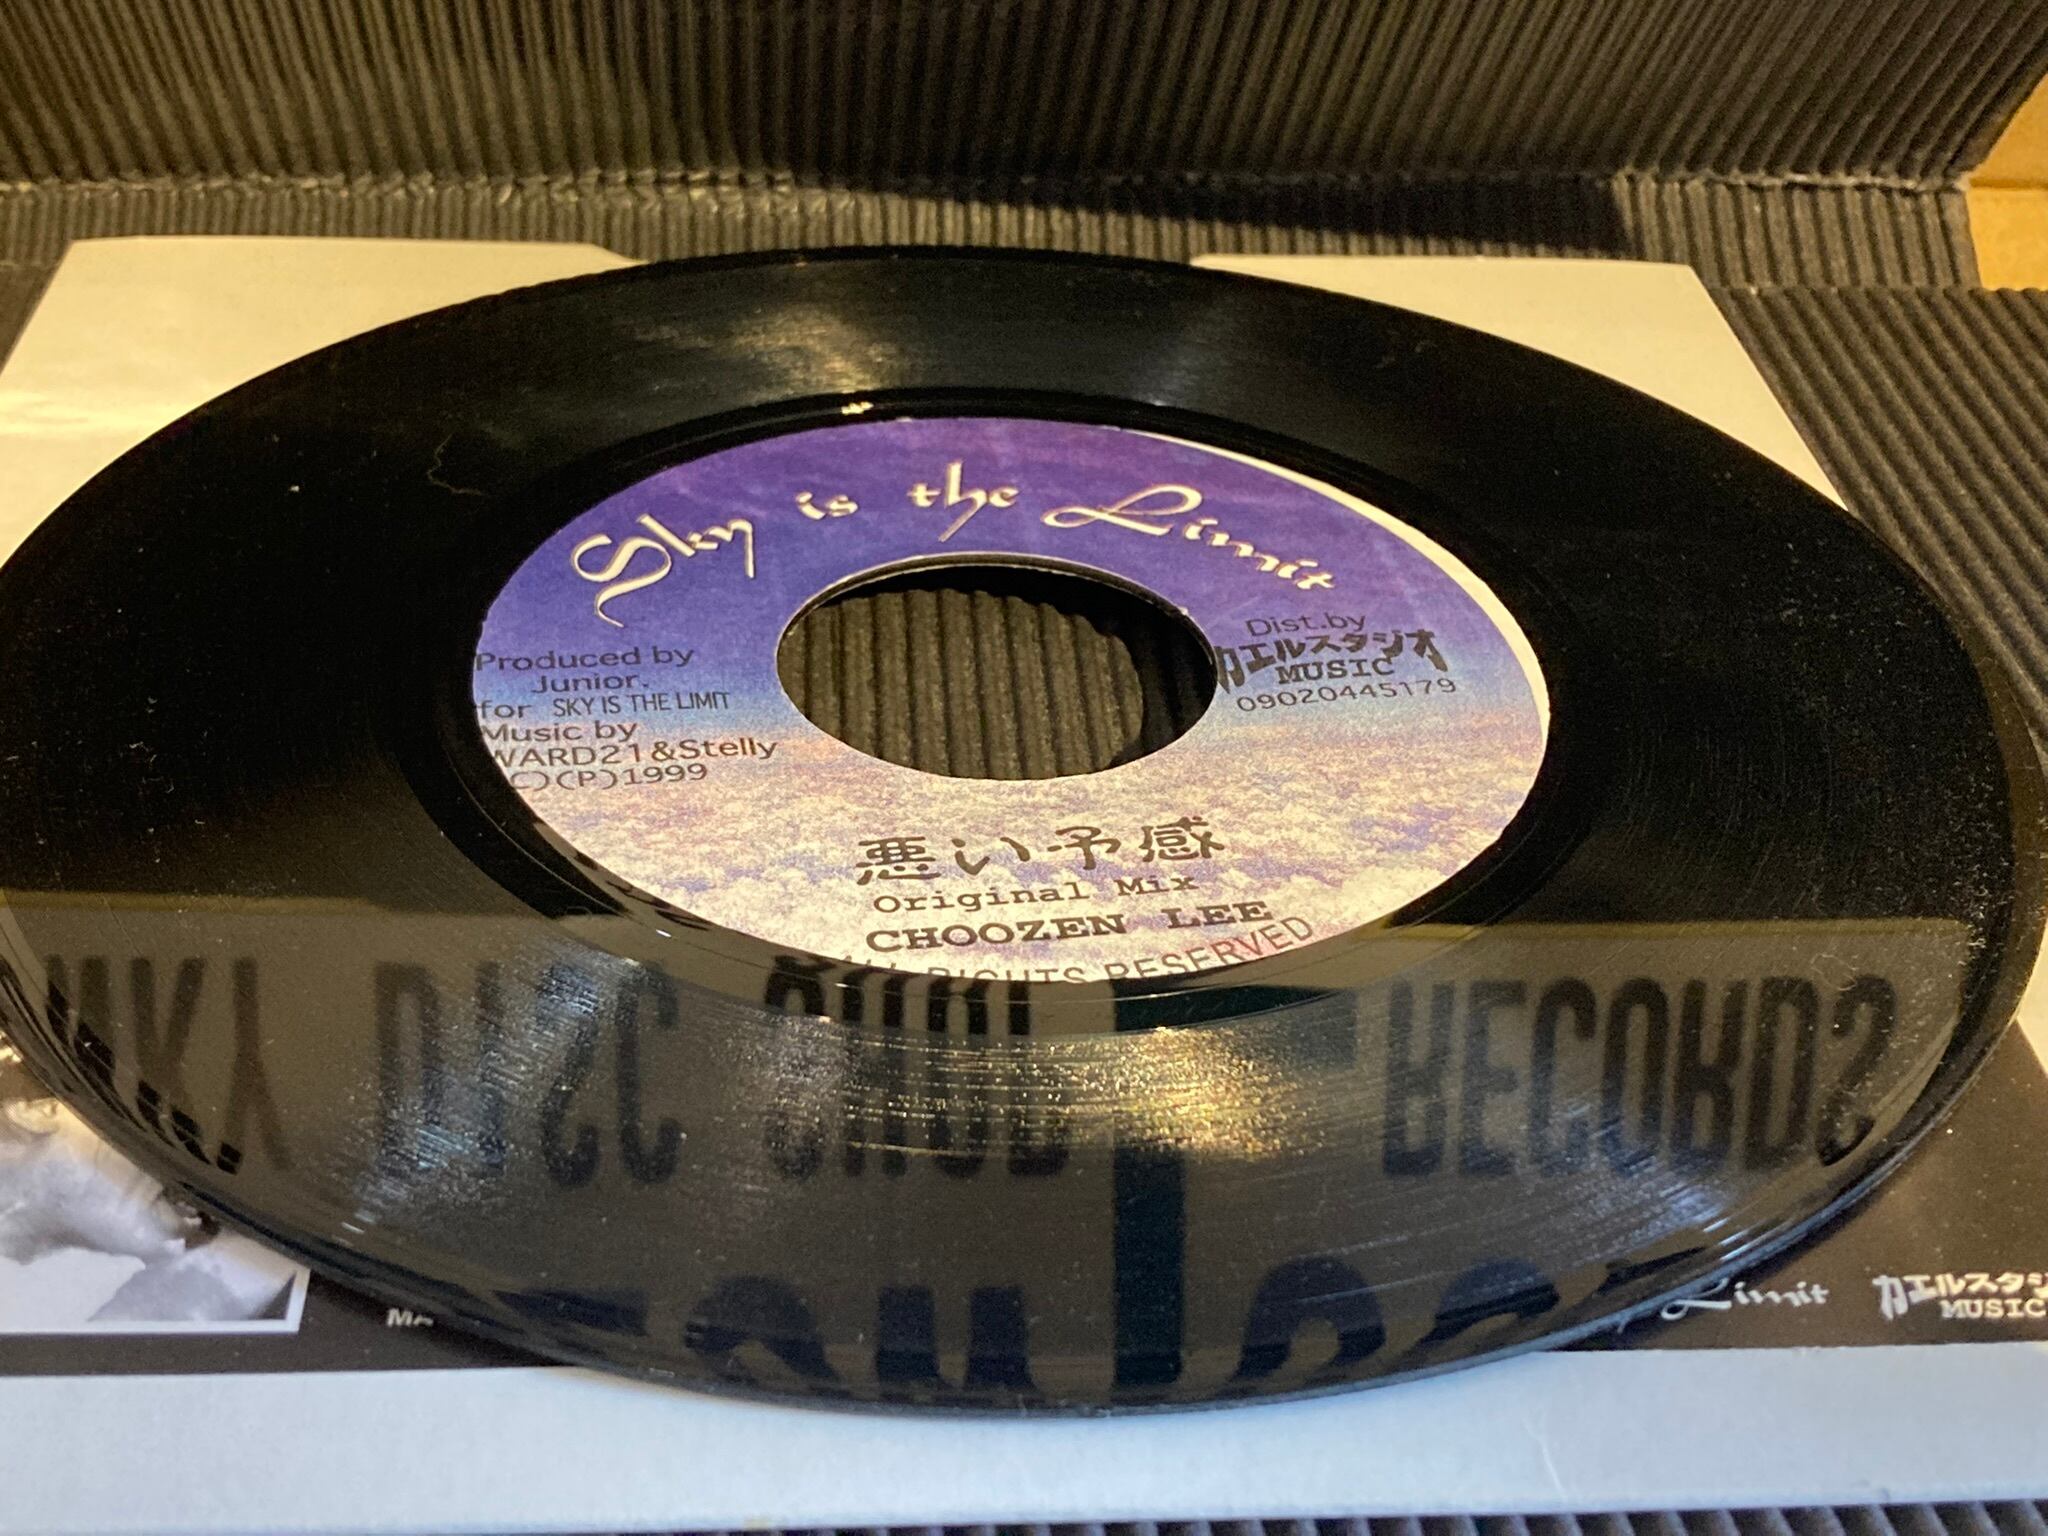 Sky is the Limit
Produced by
Junior.
for SKY IS THE LIMIT
Music by
WARD21&Stelly
(C)(P)1999
Dist.by
カエルスタジオ
MUSIC
09020445179
悪い予感
Original Mix
CHOOZEN LEE
ALL RIGHTS RESERVED
DISC
RECORDS
Limit
カエルスタジ
MUSIC